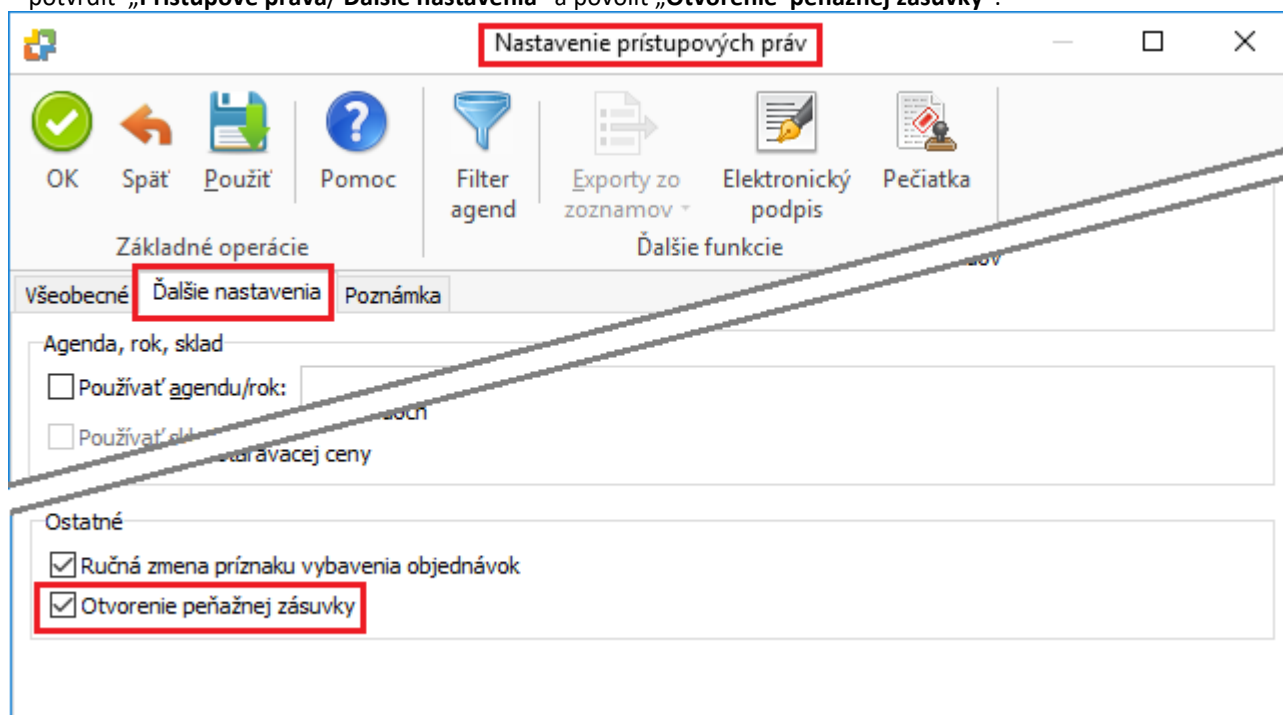 potvrdiť „Prístupové práva/ Ďalšie nastavenia“ a povoliť „Otvorenie peňažnej zásuvky“.
Nastavenie prístupových práv
OK Späť Použiť Pomoc Filter agend Exporty zo zoznamov Elektronický podpis Pečiatka
Základné operácie Ďalšie funkcie
Všeobecné Ďalšie nastavenia Poznámka
Agenda, rok, sklad
Používať agendu/rok:
Používať
ceny
Ostatné
Ručná zmena príznaku vybavenia objednávok
Otvorenie peňažnej zásuvky